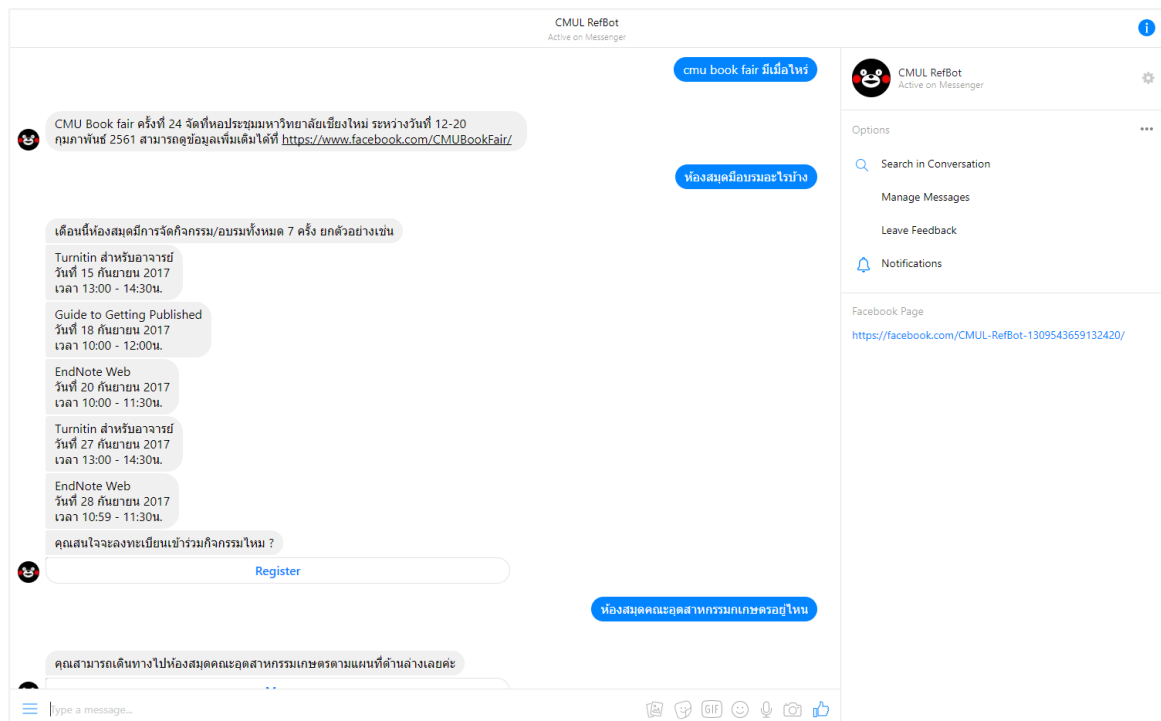 CMUL RefBot
Active on Messenger
cmu book fair มีเมื่อไหร่
CMU Book fair ครั้งที่ 24 จัดที่หอประชุมมหาวิทยาลัยเชียงใหม่ ระหว่างวันที่ 12-20
กุมภาพันธ์ 2561 สามารถดูข้อมูลเพิ่มเติมได้ที่ https://www.facebook.com/CMUBookFair/
ห้องสมุดมีอบรมอะไรบ้าง
เดือนนี้ห้องสมุดมีการจัดกิจกรรม/อบรมทั้งหมด 7 ครั้ง ยกตัวอย่างเช่น
Turnitin สำหรับอาจารย์
วันที่ 15 กันยายน 2017
เวลา 13:00 - 14:30น.
Guide to Getting Published
วันที่ 18 กันยายน 2017
เวลา 10:00 - 12:00น.
EndNote Web
วันที่ 20 กันยายน 2017
เวลา 10:00 - 11:30น.
Turnitin สำหรับอาจารย์
วันที่ 27 กันยายน 2017
เวลา 13:00 - 14:30น.
EndNote Web
วันที่ 28 กันยายน 2017
เวลา 10:59 - 11:30น.
คุณสนใจจะลงทะเบียนเข้าร่วมกิจกรรมไหม ?
Register
ห้องสมุดคณะอุตสาหกรรมกเกษตรอยู่ไหน
คุณสามารถเดินทางไปห้องสมุดคณะอุตสาหกรรมเกษตรตามแผนที่ด้านล่างเลยค่ะ
Type a message...
GIF
CMUL RefBot
Active on Messenger
Options
Search in Conversation
Manage Messages
Leave Feedback
Notifications
Facebook Page
https://facebook.com/CMUL-RefBot-1309543659132420/